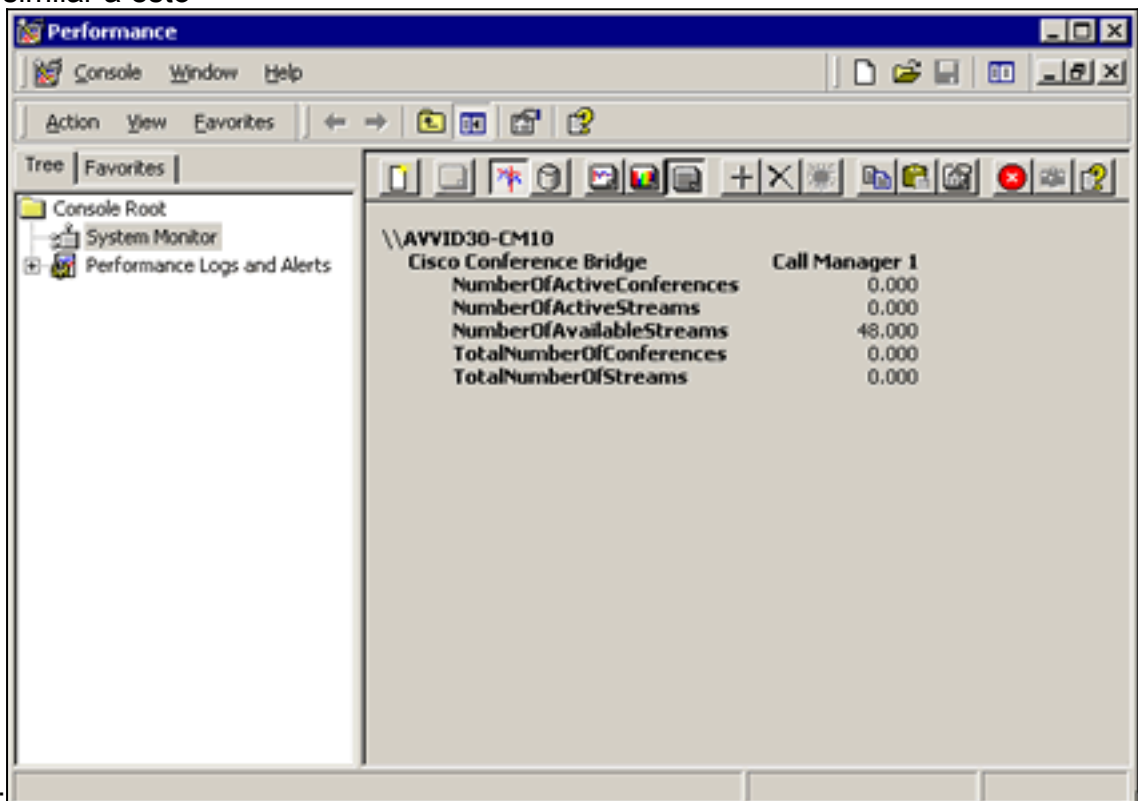 similar a esto
Performance
Console Window Help
Action View Favorites
Tree Favorites
Console Root
System Monitor
Performance Logs and Alerts
\\AVVID30-CM10
Cisco Conference Bridge Call Manager 1
NumberOfActiveConferences 0.000
NumberOfActiveStreams 0.000
NumberOfAvailableStreams 48.000
TotalNumberOfConferences 0.000
TotalNumberOfStreams 0.000